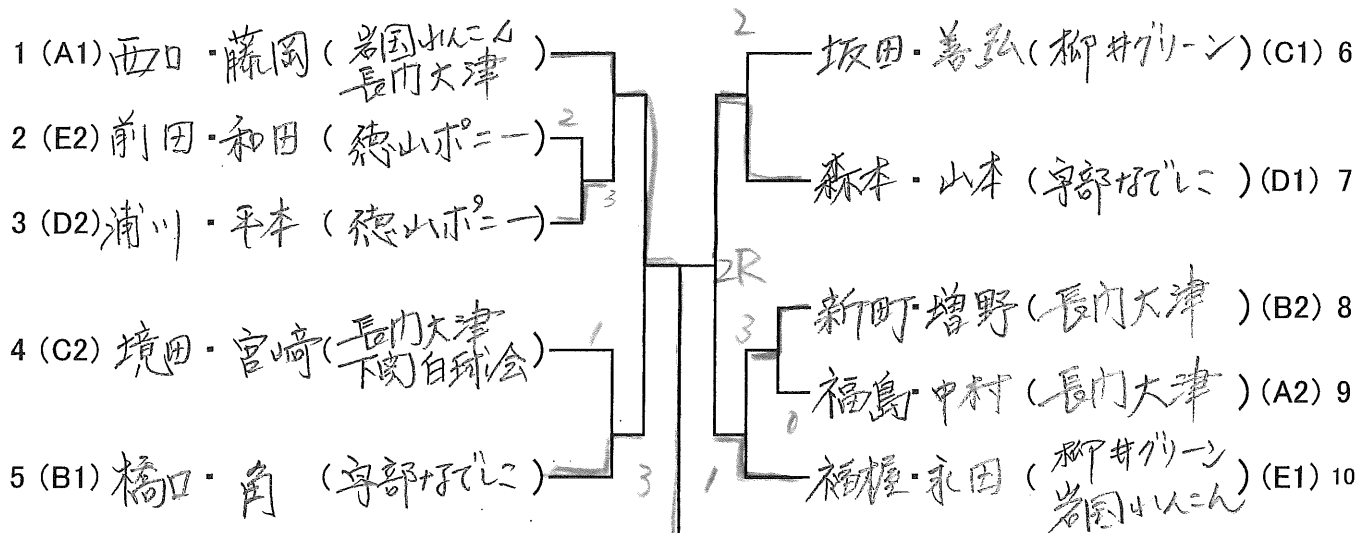 1 (A1) 西口・藤岡 (岩国れんこん 長門大津)
2 (E2) 前田・和田 (徳山ポニー)
2
3 (D2) 浦川・平本 (徳山ポニー)
3
4 (C2) 境田・宮﨑 (長門大津 下関白球会)
1
5 (B1) 橋口・角 (宇部なでしこ)
3
2
坂田・善弘 (柳井グリーン) (C1) 6
森本・山本 (宇部なでしこ) (D1) 7
2R
新町・増野 (長門大津) (B2) 8
3
福島・中村 (長門大津) (A2) 9
0
福屋・永田 (柳井グリーン 岩国れんこん) (E1) 10
1